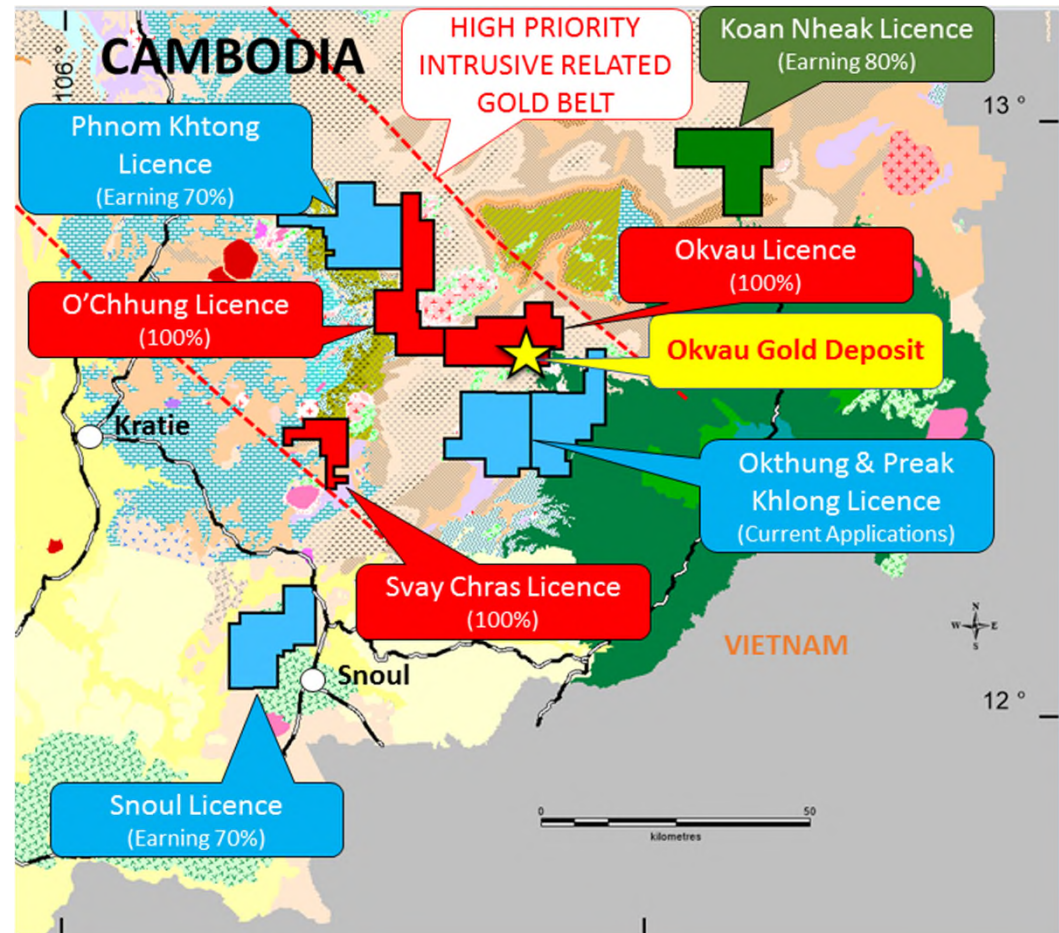 106°
CAMBODIA
HIGH PRIORITY
INTRUSIVE RELATED
GOLD BELT
Koan Nheak Licence
(Earning 80%)
13 °
Phnom Khtong
Licence
(Earning 70%)
Okvau Licence
(100%)
O’Chhung Licence
(100%)
Okvau Gold Deposit
Kratie
Okthung & Preak
Khlong Licence
(Current Applications)
Svay Chras Licence
(100%)
N
W E
S
VIETNAM
Snoul
12 °
Snoul Licence
(Earning 70%)
0 50
kilometres